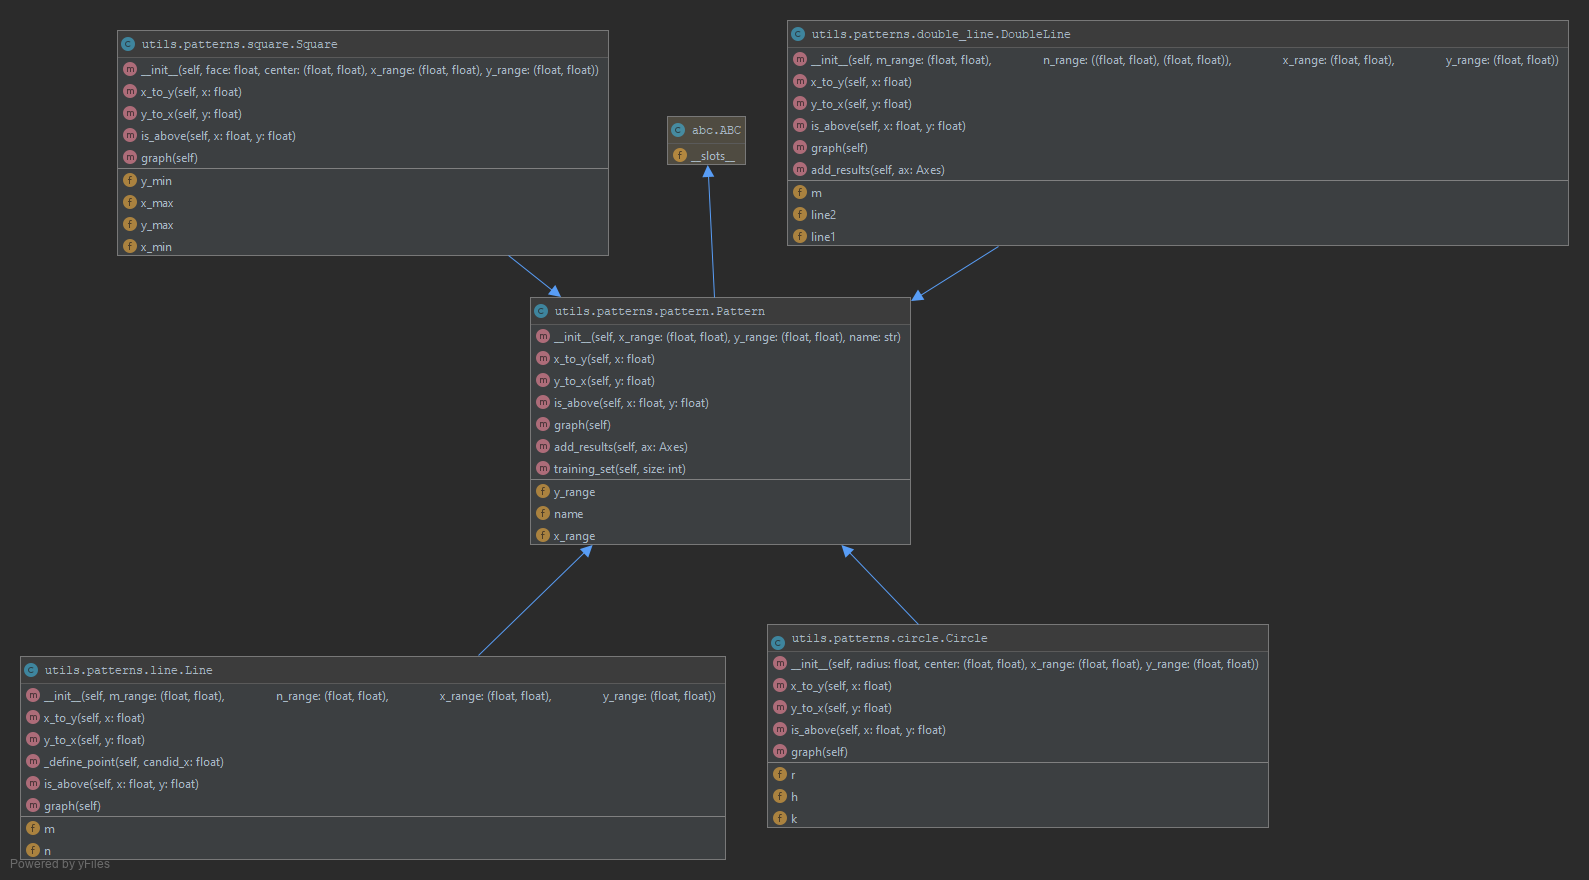 utils.patterns.square.Square
__init__(self, face: float, center: (float, float), x_range: (float, float), y_range: (float, float))
x_to_y(self, x: float)
y_to_x(self, y: float)
is_above(self, x: float, y: float)
graph(self)
y_min
x_max
y_max
x_min
utils.patterns.double_line.DoubleLine
__init__(self, m_range: (float, float), n_range: ((float, float), (float, float)), x_range: (float, float), y_range: (float, float))
x_to_y(self, x: float)
y_to_x(self, y: float)
is_above(self, x: float, y: float)
graph(self)
add_results(self, ax: Axes)
m
line2
line1
abc.ABC
__slots__
utils.patterns.pattern.Pattern
__init__(self, x_range: (float, float), y_range: (float, float), name: str)
x_to_y(self, x: float)
y_to_x(self, y: float)
is_above(self, x: float, y: float)
graph(self)
add_results(self, ax: Axes)
training_set(self, size: int)
y_range
name
x_range
utils.patterns.line.Line
__init__(self, m_range: (float, float), n_range: (float, float), x_range: (float, float), y_range: (float, float))
x_to_y(self, x: float)
y_to_x(self, y: float)
_define_point(self, candid_x: float)
is_above(self, x: float, y: float)
graph(self)
m
n
utils.patterns.circle.Circle
__init__(self, radius: float, center: (float, float), x_range: (float, float), y_range: (float, float))
x_to_y(self, x: float)
y_to_x(self, y: float)
is_above(self, x: float, y: float)
graph(self)
r
h
k
Powered by yFiles